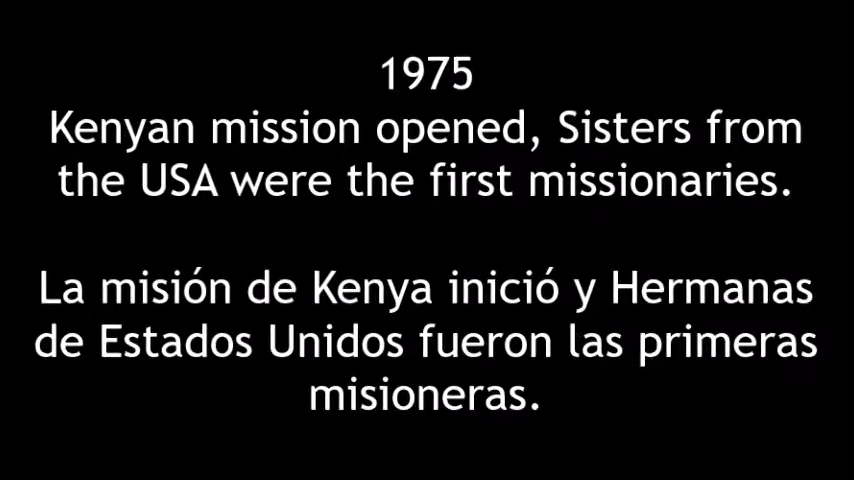 1975
Kenyan mission opened, Sisters from
the USA were the first missionaries.
La misión de Kenya inició y Hermanas
de Estados Unidos fueron las primeras
misioneras.